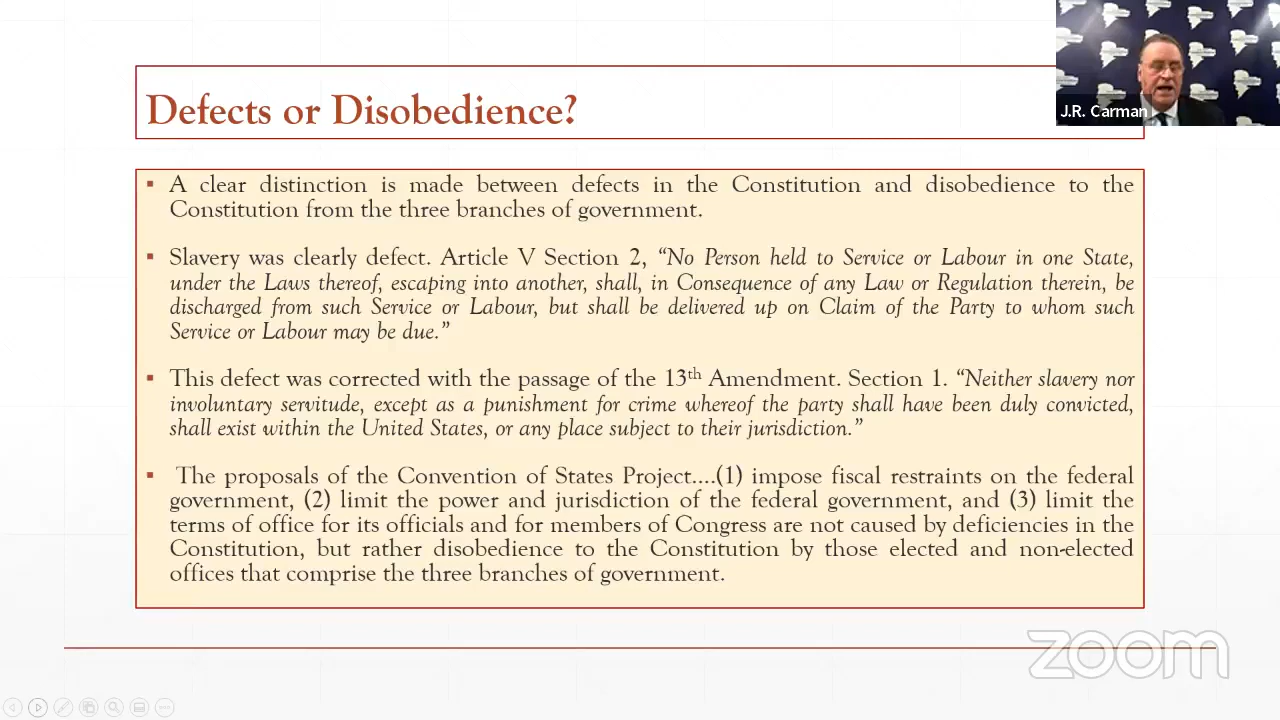 Defects or Disobedience?
J.R. Carman
▪ A clear distinction is made between defects in the Constitution and disobedience to the
Constitution from the three branches of government.
▪ Slavery was clearly defect. Article V Section 2, “No Person held to Service or Labour in one State,
under the Laws thereof, escaping into another, shall, in Consequence of any Law or Regulation therein, be
discharged from such Service or Labour, but shall be delivered up on Claim of the Party to whom such
Service or Labour may be due.”
▪ This defect was corrected with the passage of the 13th Amendment. Section 1. “Neither slavery nor
involuntary servitude, except as a punishment for crime whereof the party shall have been duly convicted,
shall exist within the United States, or any place subject to their jurisdiction.”
▪ The proposals of the Convention of States Project....(1) impose fiscal restraints on the federal
government, (2) limit the power and jurisdiction of the federal government, and (3) limit the
terms of office for its officials and for members of Congress are not caused by deficiencies in the
Constitution, but rather disobedience to the Constitution by those elected and non-elected
offices that comprise the three branches of government.
zoom